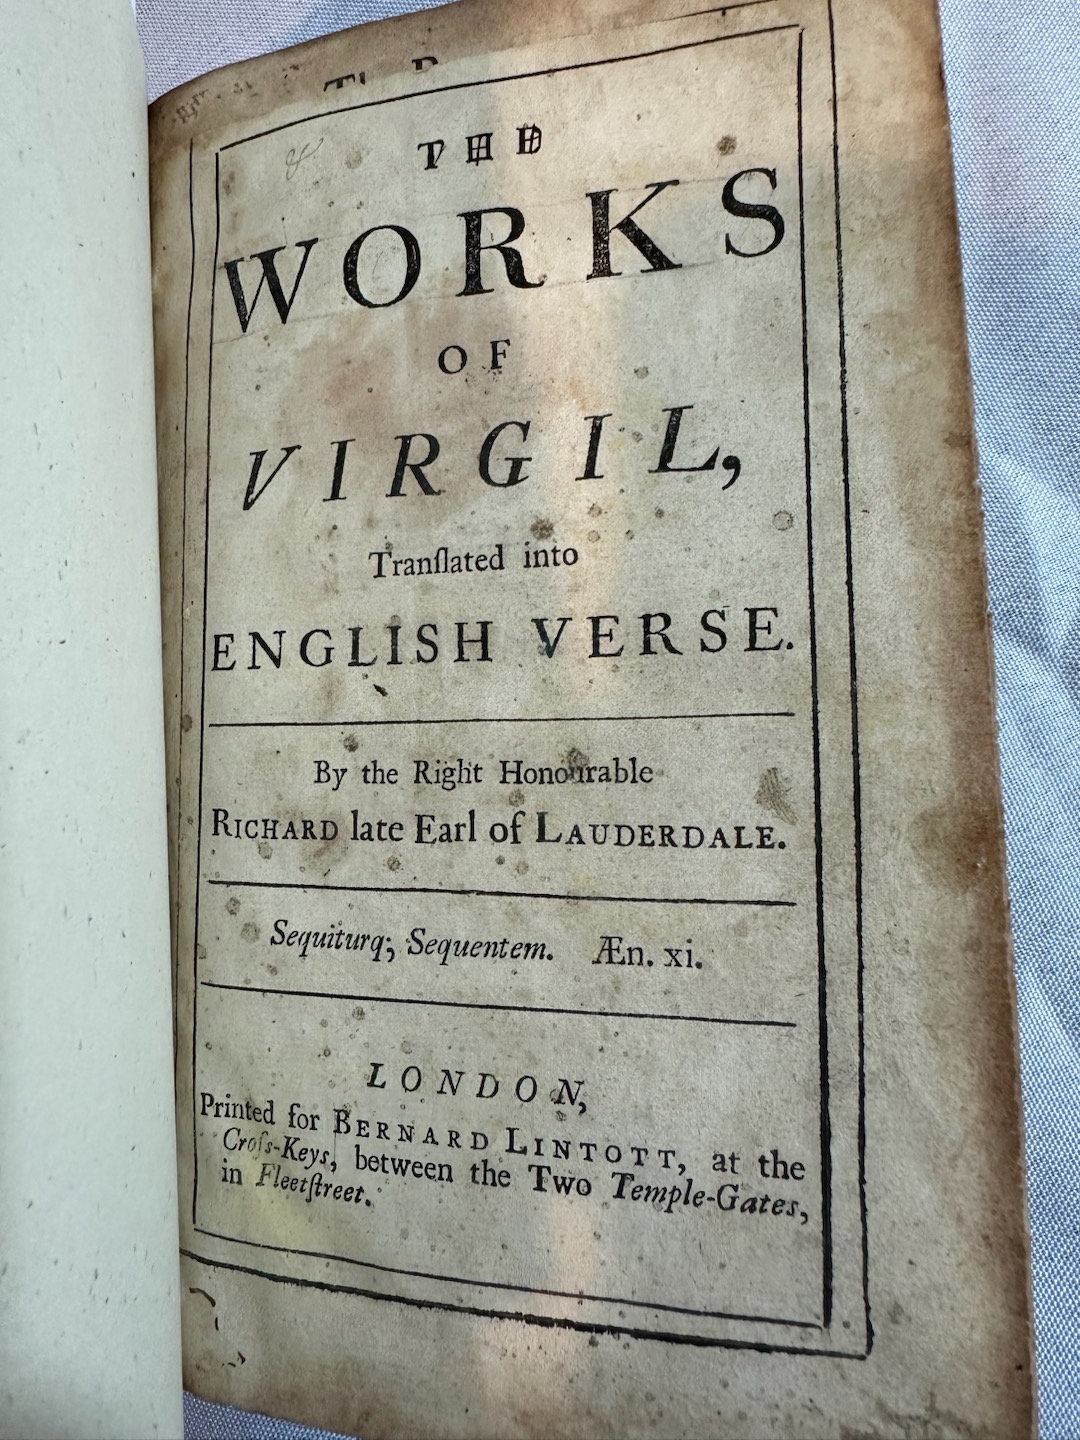 THE
WORKS
OF
VIRGIL,
Tranſlated into
ENGLISH VERSE.
By the Right Honourable
RICHARD late Earl of LAUDERDALE.
Sequiturq; Sequentem. Æn. xi.
LONDON,
Printed for BERNARD LINTOTT, at the
Croſs-Keys, between the Two Temple-Gates,
in Fleetſtreet.